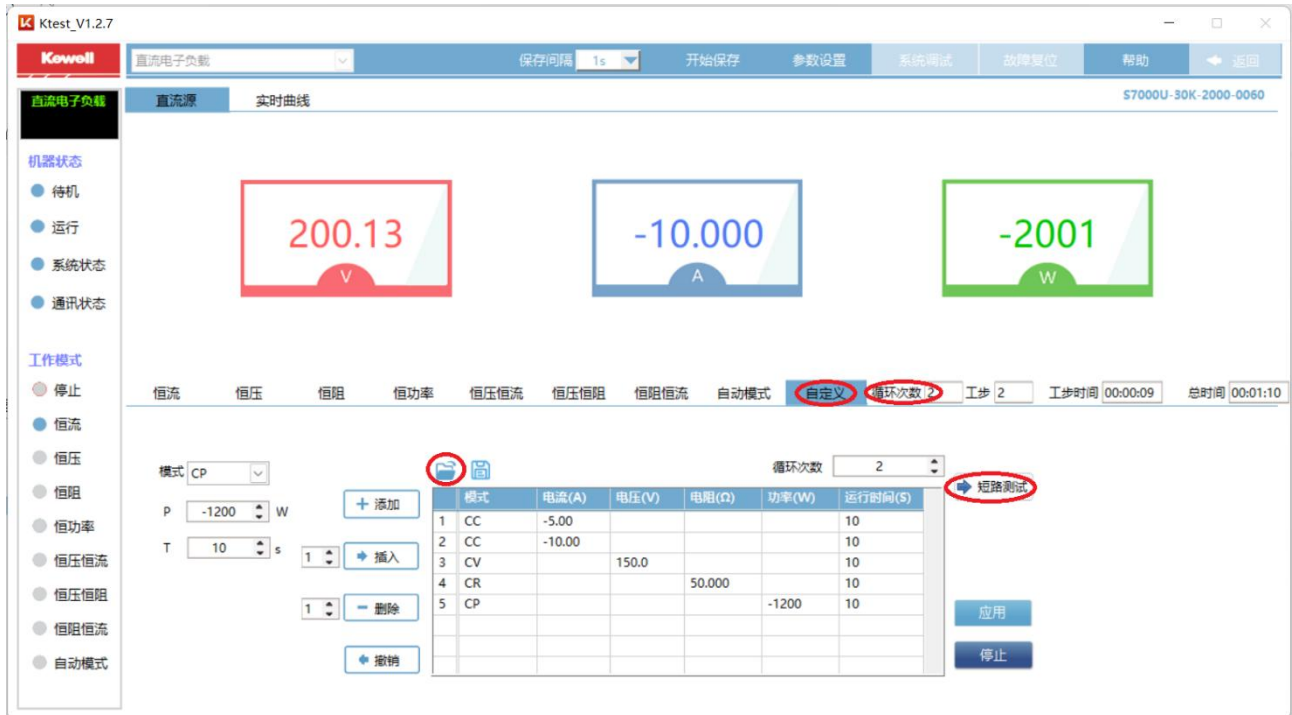 Ktest_V1.2.7
Kewell 直流电子负载 保存间隔 1s 开始保存 参数设置 系统调试 故障复位 帮助 返回
直流电子负载 直流源 实时曲线 S7000U-30K-2000-0060
机器状态
待机
运行
系统状态
通讯状态
200.13 -10.000 -2001
V A W
工作模式
停止
恒流
恒压
恒阻
恒功率
恒压恒流
恒压恒阻
恒阻恒流
自动模式
恒流 恒压 恒阻 恒功率 恒压恒流 恒压恒阻 恒阻恒流 自动模式 自定义 循环次数 2 工步 2 工步时间 00:00:09 总时间 00:01:10
模式 CP
P -1200 W
T 10 s
添加
1 插入
1 删除
撤销
循环次数 2
模式 电流(A) 电压(V) 电阻(Ω) 功率(W) 运行时间(S)
1 CC -5.00 10
2 CC -10.00 10
3 CV 150.0 10
4 CR 50.000 10
5 CP -1200 10
短路测试
应用
停止